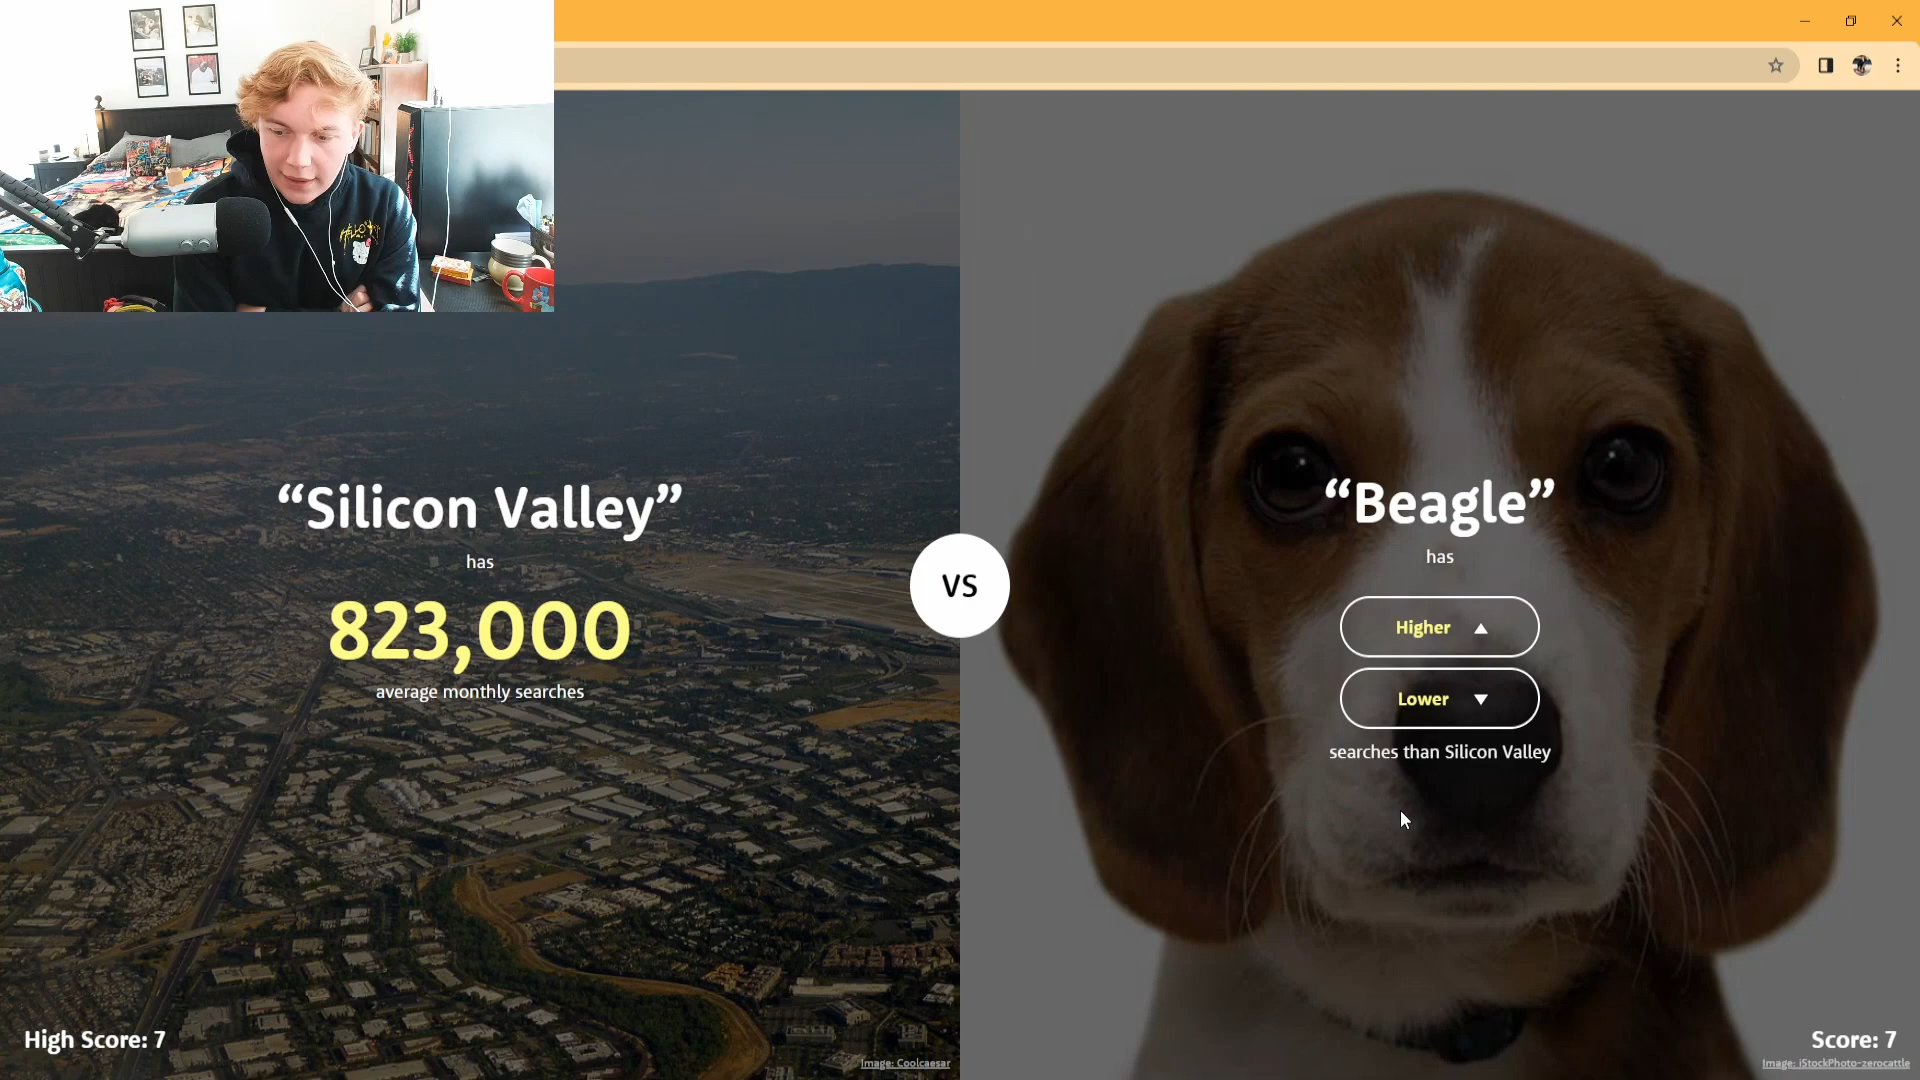 “Silicon Valley”
has
823,000
average monthly searches
VS
“Beagle”
has
Higher ▲
Lower ▼
searches than Silicon Valley
High Score: 7
Image: Coolcaesar
Score: 7
Image: iStockPhoto-zerocattle